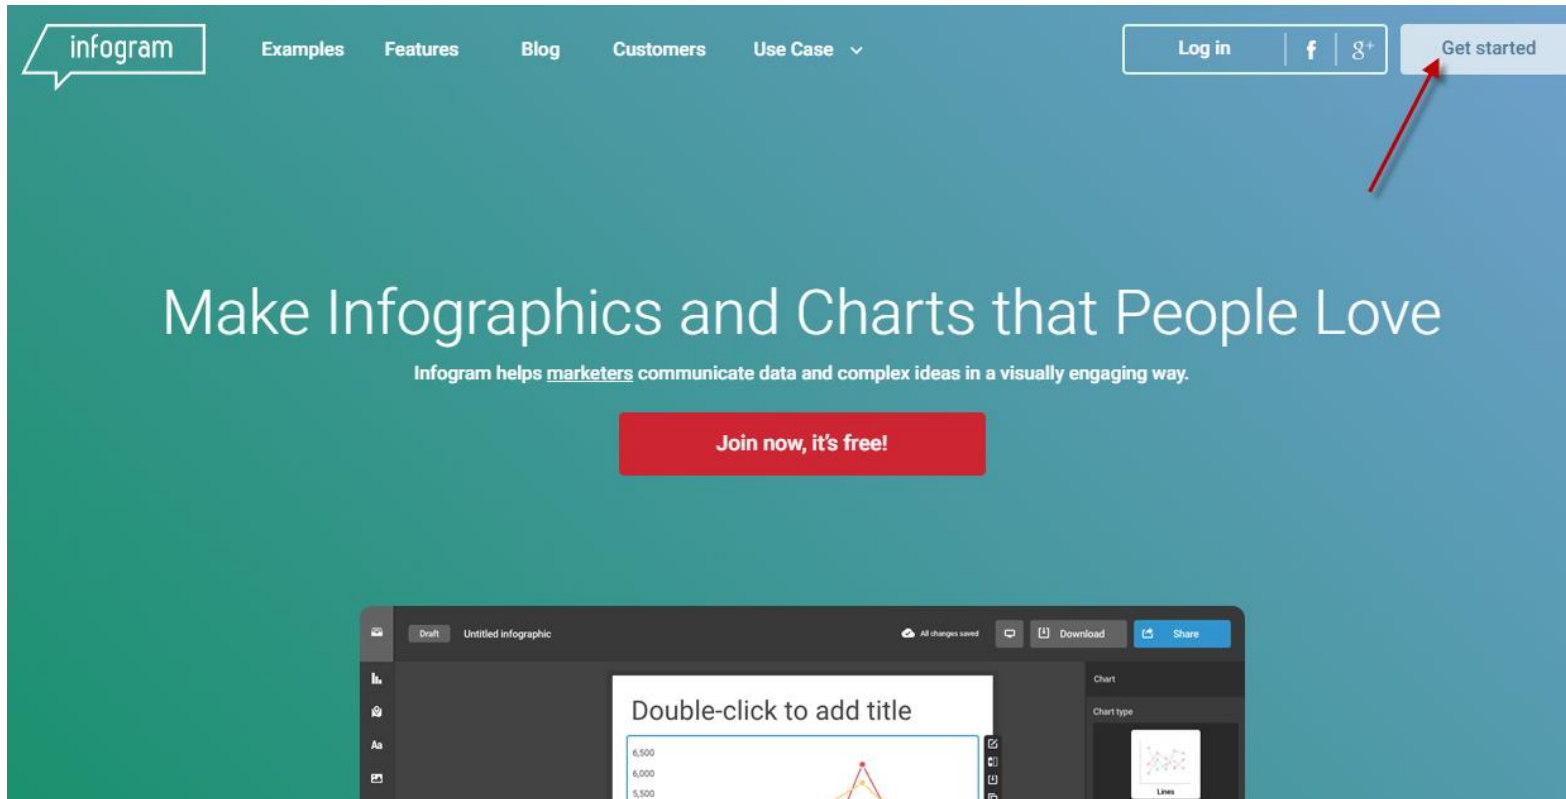 infogram
Examples Features Blog Customers Use Case
Log in f g+ Get started
Make Infographics and Charts that People Love
Infogram helps marketers communicate data and complex ideas in a visually engaging way.
Join now, it's free!
Draft Untitled infographic All changes saved Download Share
Chart
Double-click to add title
Chart type
Aa
6,500
6,000
5,500
Lines